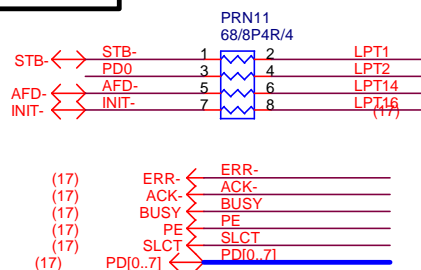 PRN11
68/8P4R/4
STB- STB- 1 2 LPT1
PD0 3 4 LPT2
AFD- AFD- 5 6 LPT14
INIT- INIT- 7 8 LPT16
(17)
(17) ERR- ERR-
(17) ACK- ACK-
(17) BUSY BUSY
(17) PE PE
(17) SLCT SLCT
(17) PD[0..7] PD[0..7]